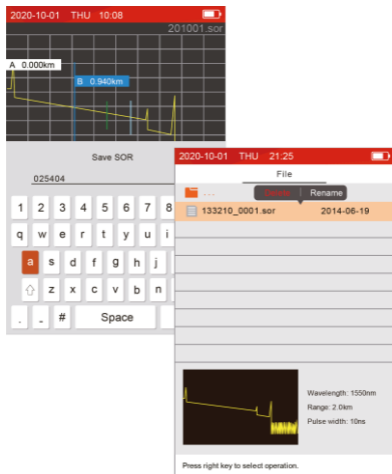 2020-10-01 THU 10:08
201001.sor
A 0.000km
B 0.940km
Save SOR
025404
1 2 3 4 5 6 7 8
q w e r t y u i
a s d f g h j
z x c v b n
. - # Space
2020-10-01 THU 21:25
File
...
Rename
133210_0001.sor 2014-06-19
Wavelength: 1550nm
Range: 2.0km
Pulse width: 10ns
Press right key to select operation.